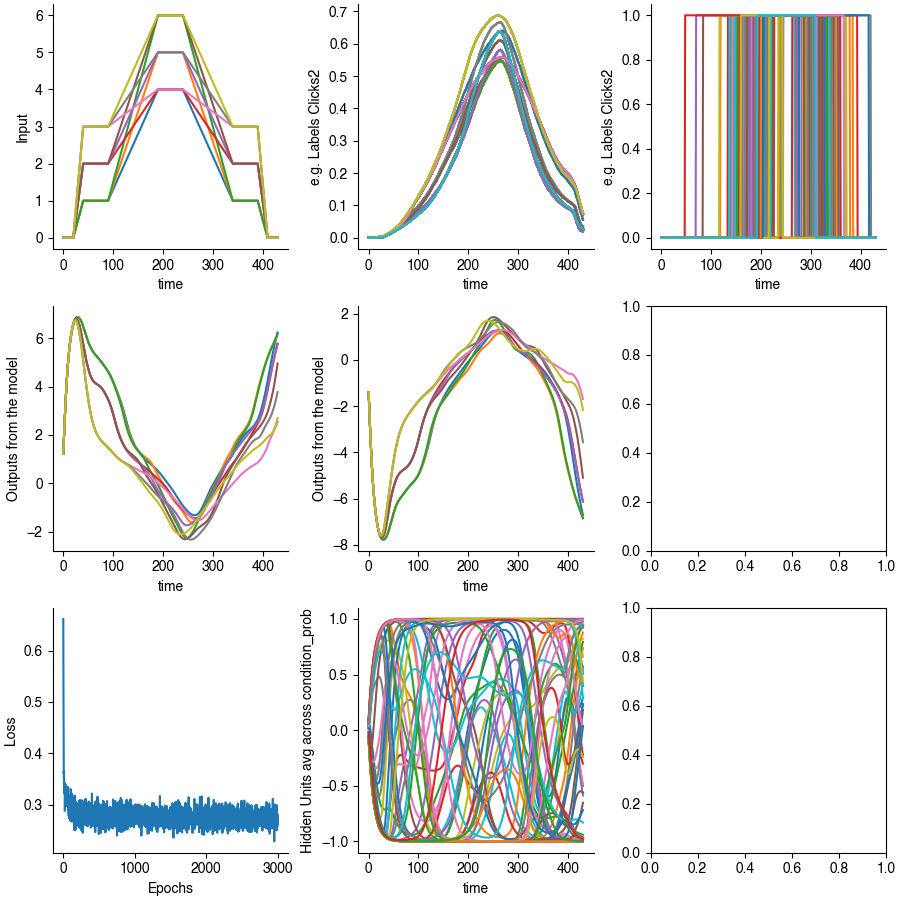 Input
6
5
4
3
2
1
0
0 100 200 300 400
time
e.g. Labels Clicks2
0.7
0.6
0.5
0.4
0.3
0.2
0.1
0.0
0 100 200 300 400
time
e.g. Labels Clicks2
1.0
0.8
0.6
0.4
0.2
0.0
0 100 200 300 400
time
Outputs from the model
6
4
2
0
−2
0 100 200 300 400
time
Outputs from the model
2
0
−2
−4
−6
−8
0 100 200 300 400
time
1.0
0.8
0.6
0.4
0.2
0.0
0.0 0.2 0.4 0.6 0.8 1.0
Loss
0.6
0.5
0.4
0.3
0 1000 2000 3000
Epochs
Hidden Units avg across condition_prob
1.0
0.5
0.0
−0.5
−1.0
0 100 200 300 400
time
1.0
0.8
0.6
0.4
0.2
0.0
0.0 0.2 0.4 0.6 0.8 1.0